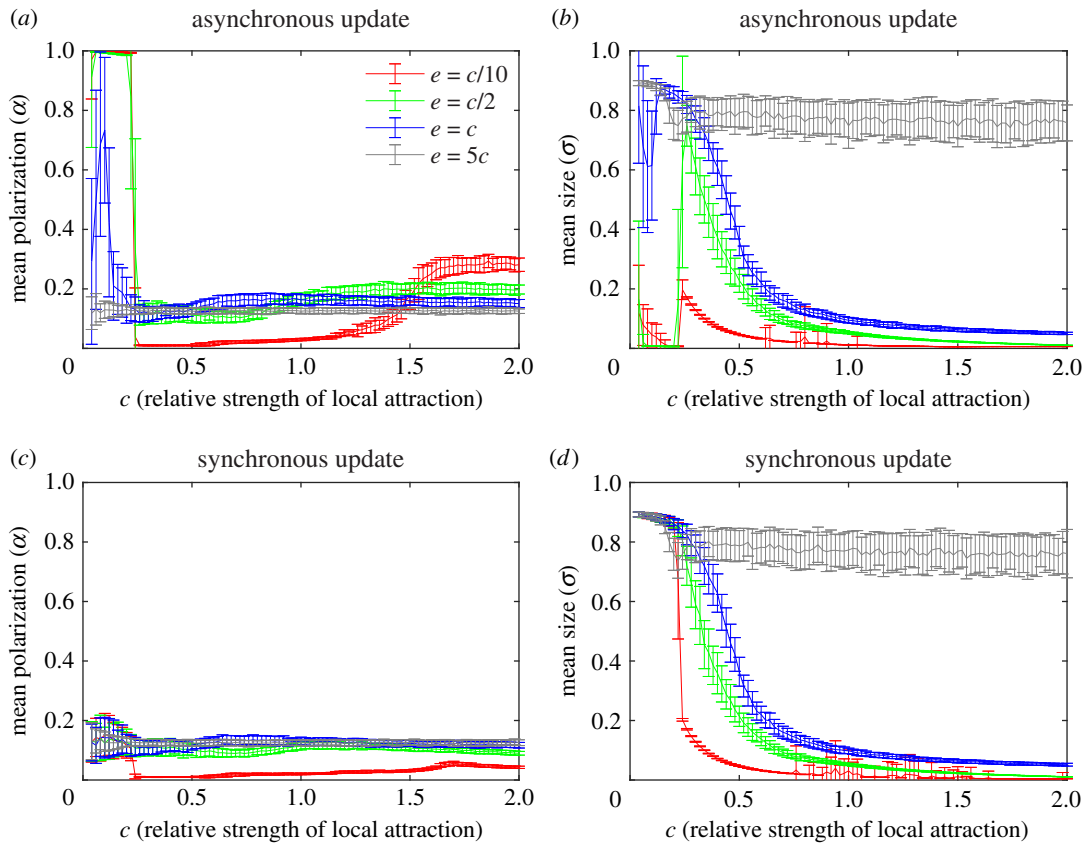 (a) asynchronous update
mean polarization (α)
1.0
0.8
0.6
0.4
0.2
0 0.5 1.0 1.5 2.0
c (relative strength of local attraction)
e = c/10
e = c/2
e = c
e = 5c
(b) asynchronous update
mean size (σ)
1.0
0.8
0.6
0.4
0.2
0 0.5 1.0 1.5 2.0
c (relative strength of local attraction)
(c) synchronous update
mean polarization (α)
1.0
0.8
0.6
0.4
0.2
0 0.5 1.0 1.5 2.0
c (relative strength of local attraction)
(d) synchronous update
mean size (σ)
1.0
0.8
0.6
0.4
0.2
0 0.5 1.0 1.5 2.0
c (relative strength of local attraction)